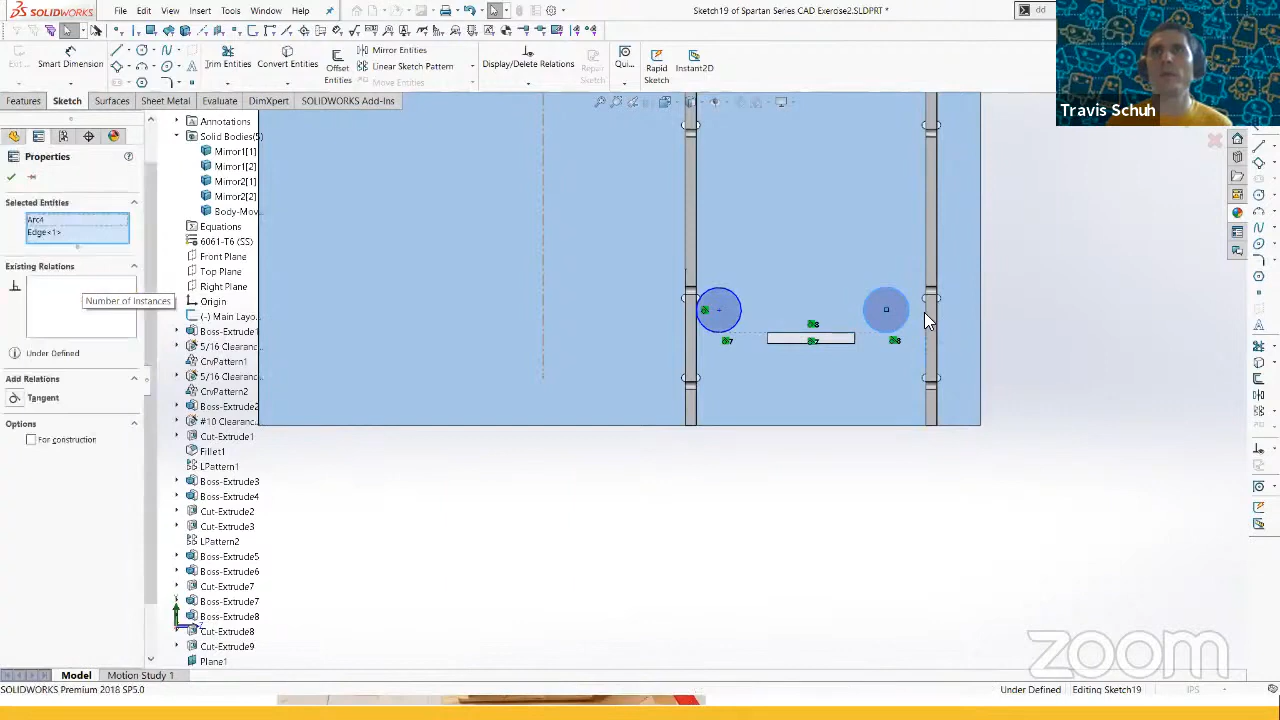 SOLIDWORKS
File Edit View Insert Tools Window Help
Sketch19 of Spartan Series CAD Exercise2.SLDPRT *
dd
Exit...
Smart Dimension
Trim Entities
Convert Entities
Offset Entities
Mirror Entities
Linear Sketch Pattern
Move Entities
Display/Delete Relations
Repair Sketch
Qui...
Rapid Sketch
Instant2D
Features Sketch Surfaces Sheet Metal Evaluate DimXpert SOLIDWORKS Add-Ins
Travis Schuh
Properties
Selected Entities
Arc4
Edge<1>
Existing Relations
Number of Instances
Under Defined
Add Relations
Tangent
Options
For construction
Annotations
Solid Bodies(5)
Mirror1[1]
Mirror1[2]
Mirror2[1]
Mirror2[2]
Body-Mov...
Equations
6061-T6 (SS)
Front Plane
Top Plane
Right Plane
Origin
(-) Main Layo...
Boss-Extrude1
5/16 Clearanc...
CrvPattern1
5/16 Clearanc...
CrvPattern2
Boss-Extrude2
#10 Clearanc...
Cut-Extrude1
Fillet1
LPattern1
Boss-Extrude3
Boss-Extrude4
Cut-Extrude2
Cut-Extrude3
LPattern2
Boss-Extrude5
Boss-Extrude6
Cut-Extrude7
Boss-Extrude7
Boss-Extrude8
Cut-Extrude8
Cut-Extrude9
Plane1
zoom
Model Motion Study 1
SOLIDWORKS Premium 2018 SP5.0
Under Defined Editing Sketch19 IPS